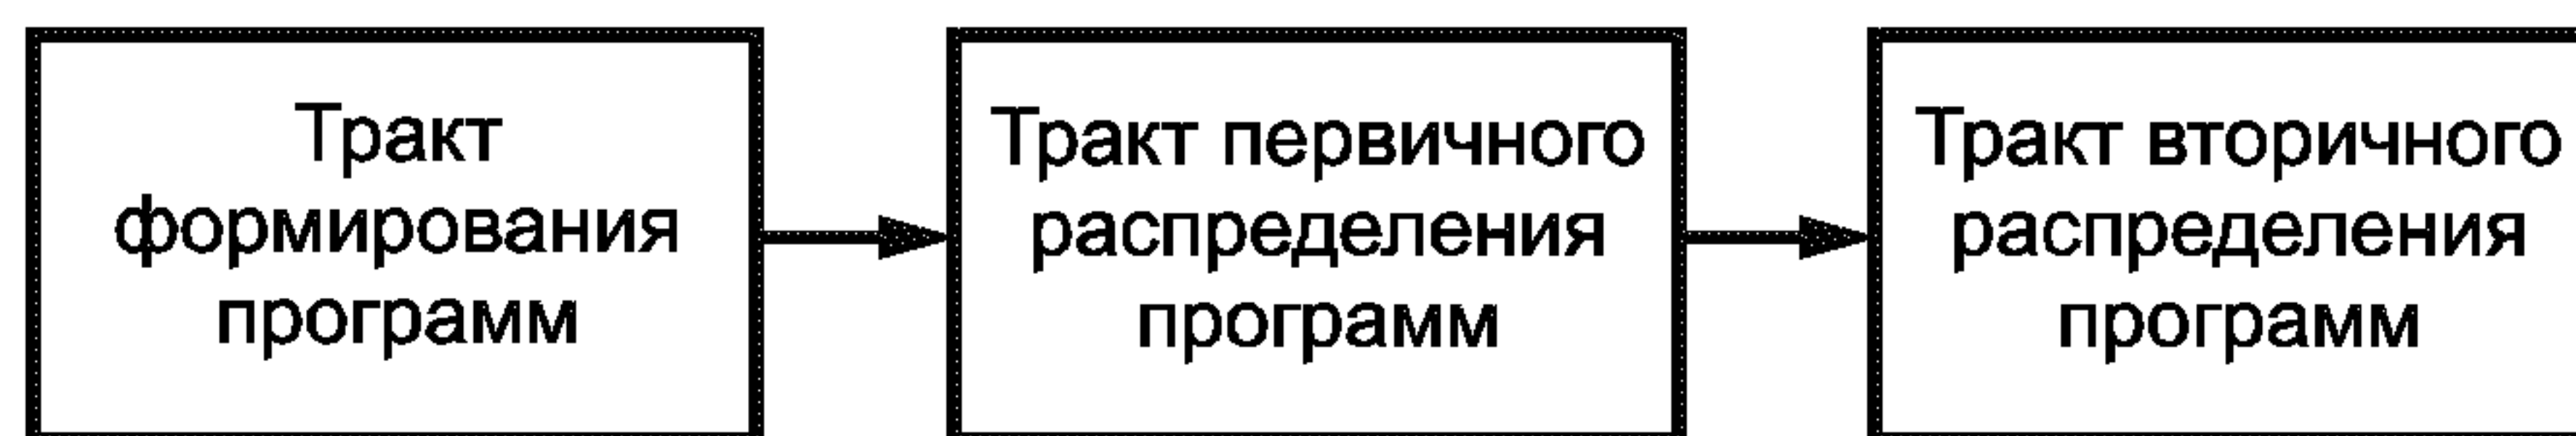 Тракт
формирования
программ
Тракт первичного
распределения
программ
Тракт вторичного
распределения
программ